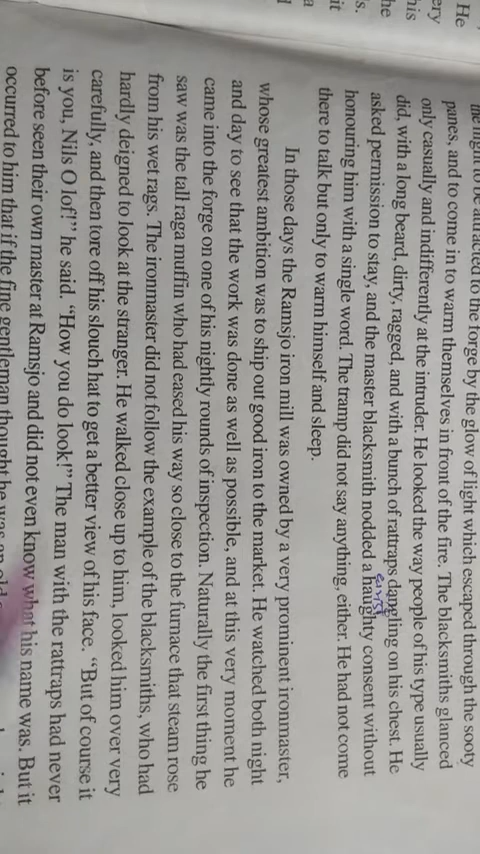 He
ery
his
he
s.
it
a
the night to be attracted to the forge by the glow of light which escaped through the sooty
panes, and to come in to warm themselves in front of the fire. The blacksmiths glanced
only casually and indifferently at the intruder. He looked the way people of his type usually
did, with a long beard, dirty, ragged, and with a bunch of rattraps dangling on his chest. He
asked permission to stay, and the master blacksmith nodded a haughty consent without
honouring him with a single word. The tramp did not say anything, either. He had not come
there to talk but only to warm himself and sleep.
In those days the Ramsjo iron mill was owned by a very prominent ironmaster,
whose greatest ambition was to ship out good iron to the market. He watched both night
and day to see that the work was done as well as possible, and at this very moment he
came into the forge on one of his nightly rounds of inspection. Naturally the first thing he
saw was the tall raga muffin who had eased his way so close to the furnace that steam rose
from his wet rags. The ironmaster did not follow the example of the blacksmiths, who had
hardly deigned to look at the stranger. He walked close up to him, looked him over very
carefully, and then tore off his slouch hat to get a better view of his face. “But of course it
is you, Nils O lof!” he said. “How you do look!” The man with the rattraps had never
before seen their own master at Ramsjo and did not even know what his name was. But it
occurred to him that if the fine gentleman thought he was an old